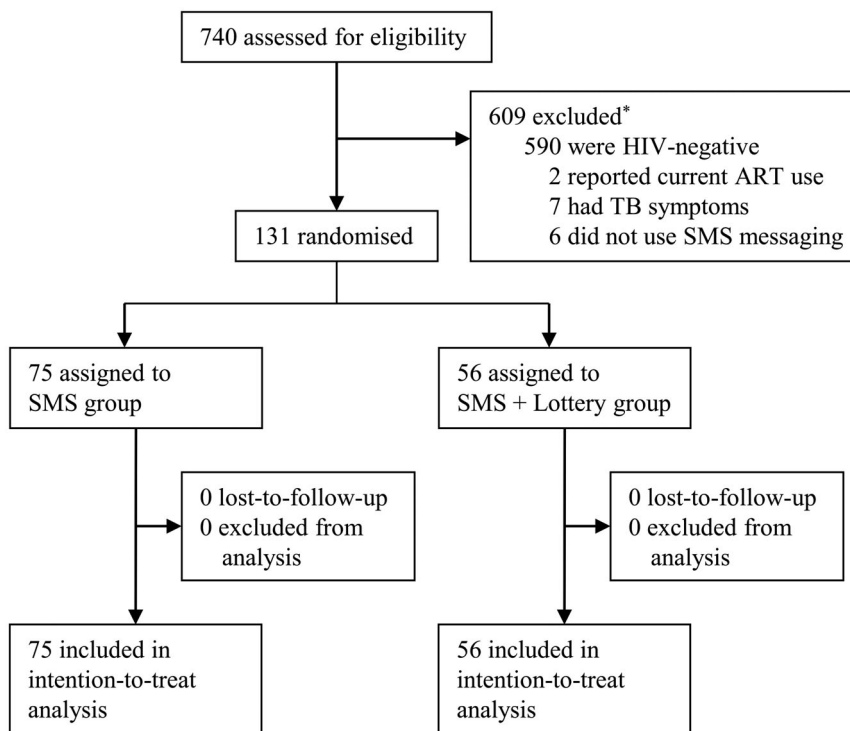 740 assessed for eligibility
609 excluded*
590 were HIV-negative
2 reported current ART use
7 had TB symptoms
6 did not use SMS messaging
131 randomised
75 assigned to
SMS group
56 assigned to
SMS + Lottery group
0 lost-to-follow-up
0 excluded from
analysis
0 lost-to-follow-up
0 excluded from
analysis
75 included in
intention-to-treat
analysis
56 included in
intention-to-treat
analysis